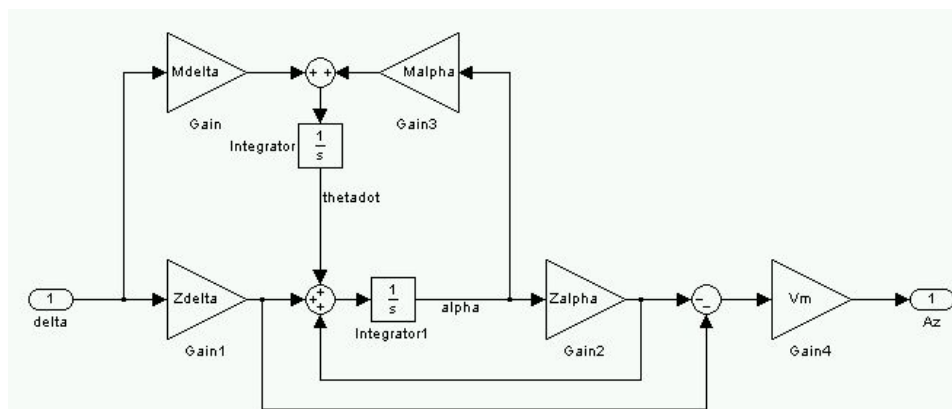 Mdelta
+ +
Malpha
Gain
Gain3
Integrator
1
s
thetadot
1
Zdelta
+
+
+
1
s
alpha
Zalpha
−
−
Vm
1
delta
Gain1
Integrator1
Gain2
Gain4
Az